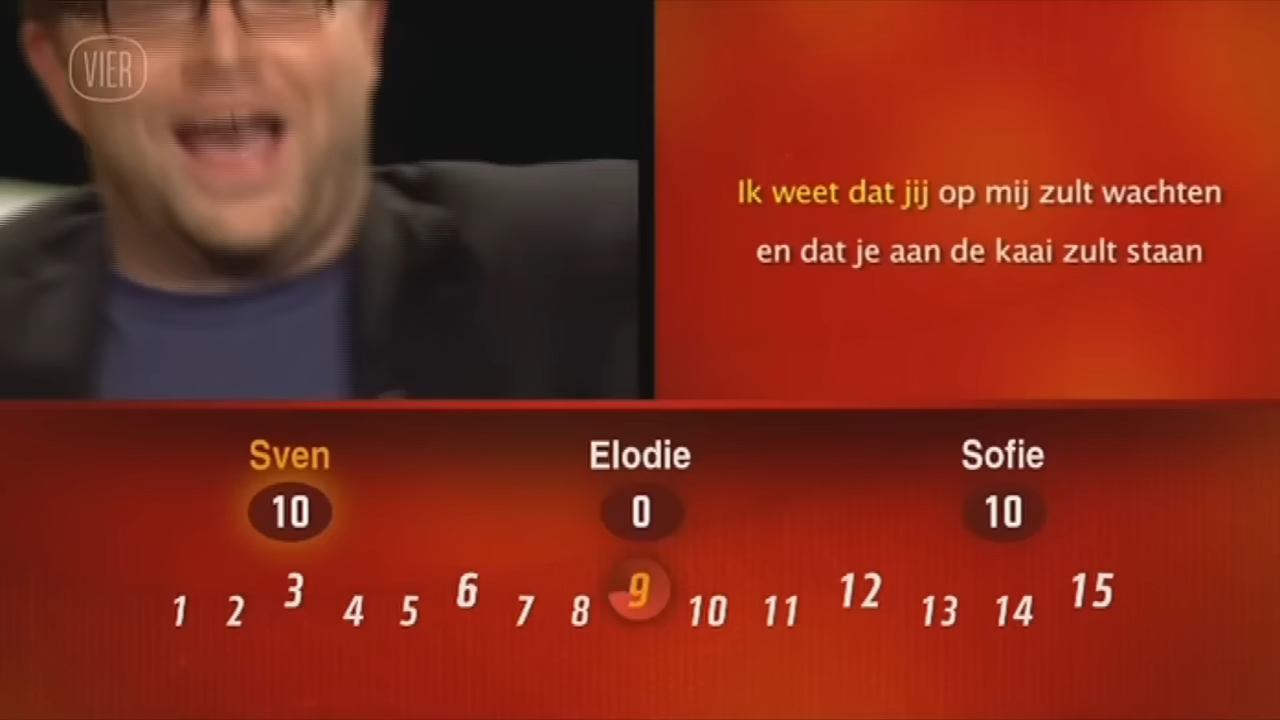 VIER
Ik weet dat jij op mij zult wachten
en dat je aan de kaai zult staan
Sven Elodie Sofie
10 0 10
1 2 3 4 5 6 7 8 9 10 11 12 13 14 15